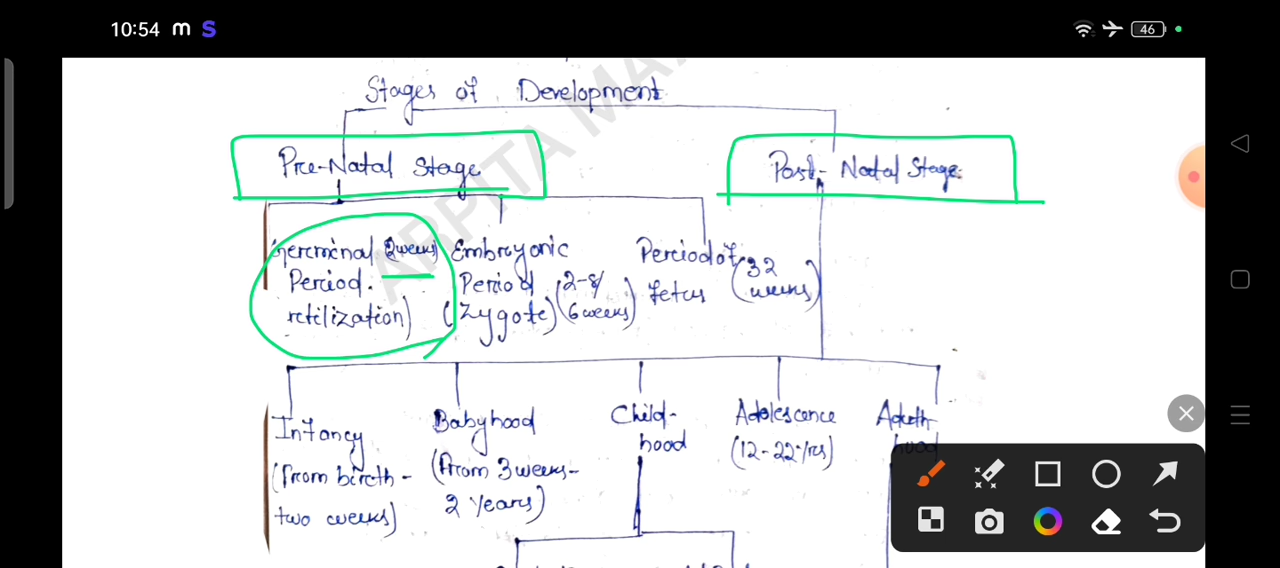 10:54 m S 46
Stages of Development
Pre-Natal Stage
Post-Natal Stage
ARPITA
Germinal (2 weeks)
Period.
Embryonic
Period (2-8/
(Zygote) 6 weeks)
Period of
fetus (32
weeks)
Infancy
(From birth -
two weeks)
Babyhood
(From 3 weeks-
2 years)
Child-
hood
Adolescence
(12-22 yrs)
Adult-
hood